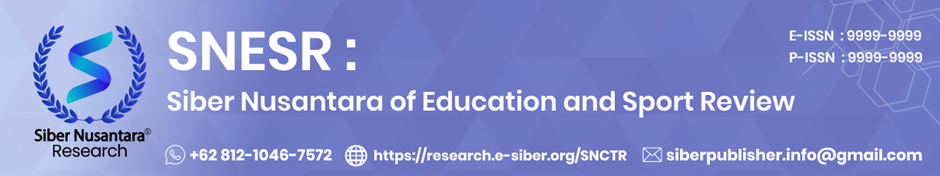 SNESR :
Siber Nusantara of Education and Sport Review
E-ISSN : 9999-9999
P-ISSN : 9999-9999
Siber Nusantara®
Research
+62 812-1046-7572 https://research.e-siber.org/SNCTR siberpublisher.info@gmail.com